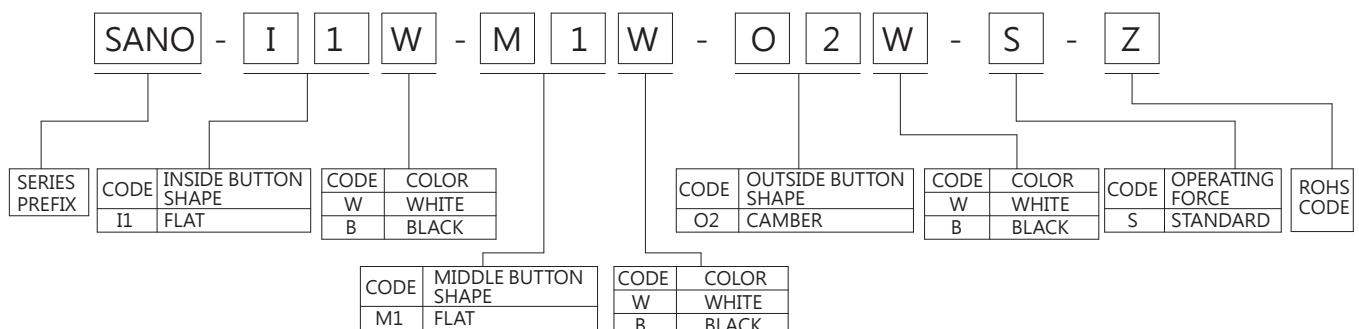 SANO - I 1 W - M 1 W - O 2 W - S - Z
SERIES
PREFIX
CODE INSIDE BUTTON
SHAPE
I1 FLAT
CODE COLOR
W WHITE
B BLACK
CODE OUTSIDE BUTTON
SHAPE
O2 CAMBER
CODE COLOR
W WHITE
B BLACK
CODE OPERATING
FORCE
S STANDARD
ROHS
CODE
CODE MIDDLE BUTTON
SHAPE
M1 FLAT
CODE COLOR
W WHITE
B BLACK